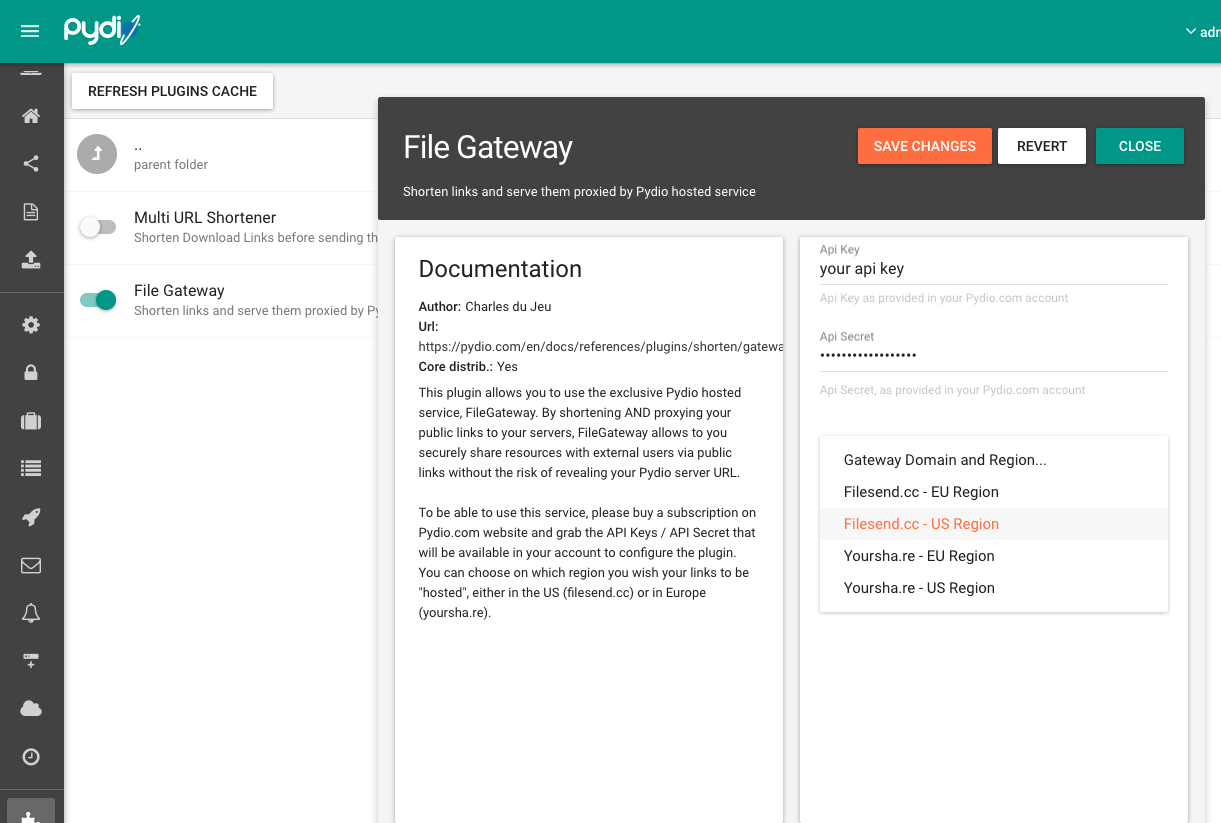 pydi
adm
REFRESH PLUGINS CACHE
..
parent folder
Multi URL Shortener
Shorten Download Links before sending th
File Gateway
Shorten links and serve them proxied by Py
File Gateway
SAVE CHANGES
REVERT
CLOSE
Shorten links and serve them proxied by Pydio hosted service
Documentation
Author: Charles du Jeu
Url:
https://pydio.com/en/docs/references/plugins/shorten/gatewa
Core distrib.: Yes
This plugin allows you to use the exclusive Pydio hosted
service, FileGateway. By shortening AND proxying your
public links to your servers, FileGateway allows to you
securely share resources with external users via public
links without the risk of revealing your Pydio server URL.
To be able to use this service, please buy a subscription on
Pydio.com website and grab the API Keys / API Secret that
will be available in your account to configure the plugin.
You can choose on which region you wish your links to be
"hosted", either in the US (filesend.cc) or in Europe
(yoursha.re).
Api Key
your api key
Api Key as provided in your Pydio.com account
Api Secret
••••••••••••••••••
Api Secret, as provided in your Pydio.com account
Gateway Domain and Region...
Filesend.cc - EU Region
Filesend.cc - US Region
Yoursha.re - EU Region
Yoursha.re - US Region